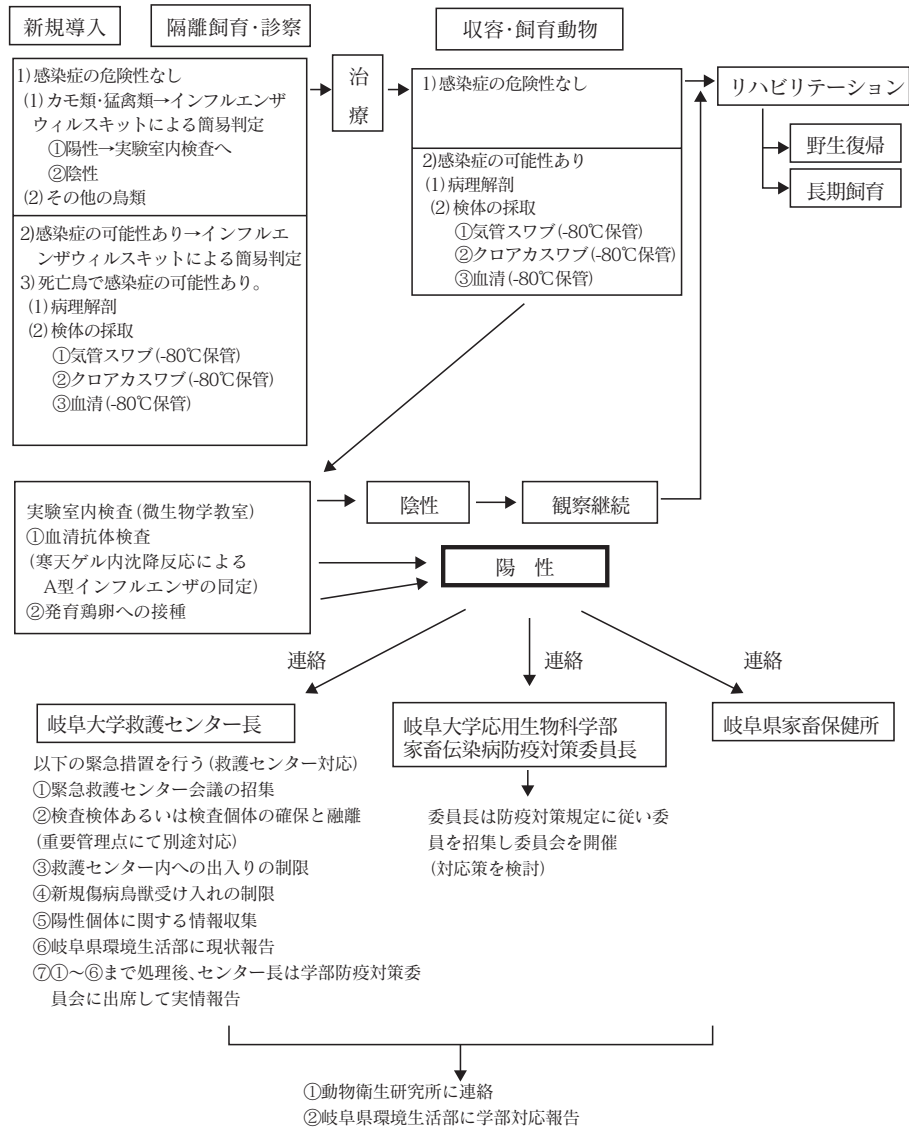 新規導入
隔離飼育・診察
収容・飼育動物
1)感染症の危険性なし
(1)カモ類・猛禽類→インフルエンザ
ウィルスキットによる簡易判定
①陽性→実験室内検査へ
②陰性
(2)その他の鳥類
2)感染症の可能性あり→インフルエ
ンザウィルスキットによる簡易判定
3)死亡鳥で感染症の可能性あり。
(1)病理解剖
(2)検体の採取
①気管スワブ(-80℃保管)
②クロアカスワブ(-80℃保管)
③血清(-80℃保管)
治
療
1)感染症の危険性なし
2)感染症の可能性あり
(1)病理解剖
(2)検体の採取
①気管スワブ(-80℃保管)
②クロアカスワブ(-80℃保管)
③血清(-80℃保管)
リハビリテーション
野生復帰
長期飼育
実験室内検査(微生物学教室)
①血清抗体検査
(寒天ゲル内沈降反応による
A型インフルエンザの同定)
②発育鶏卵への接種
陰性
観察継続
陽 性
連絡
連絡
連絡
岐阜大学救護センター長
以下の緊急措置を行う(救護センター対応)
①緊急救護センター会議の招集
②検査検体あるいは検査個体の確保と融離
(重要管理点にて別途対応)
③救護センター内への出入りの制限
④新規傷病鳥獣受け入れの制限
⑤陽性個体に関する情報収集
⑥岐阜県環境生活部に現状報告
⑦①～⑥まで処理後、センター長は学部防疫対策委
員会に出席して実情報告
岐阜大学応用生物科学部
家畜伝染病防疫対策委員長
委員長は防疫対策規定に従い委
員を招集し委員会を開催
(対応策を検討)
岐阜県家畜保健所
①動物衛生研究所に連絡
②岐阜県環境生活部に学部対応報告